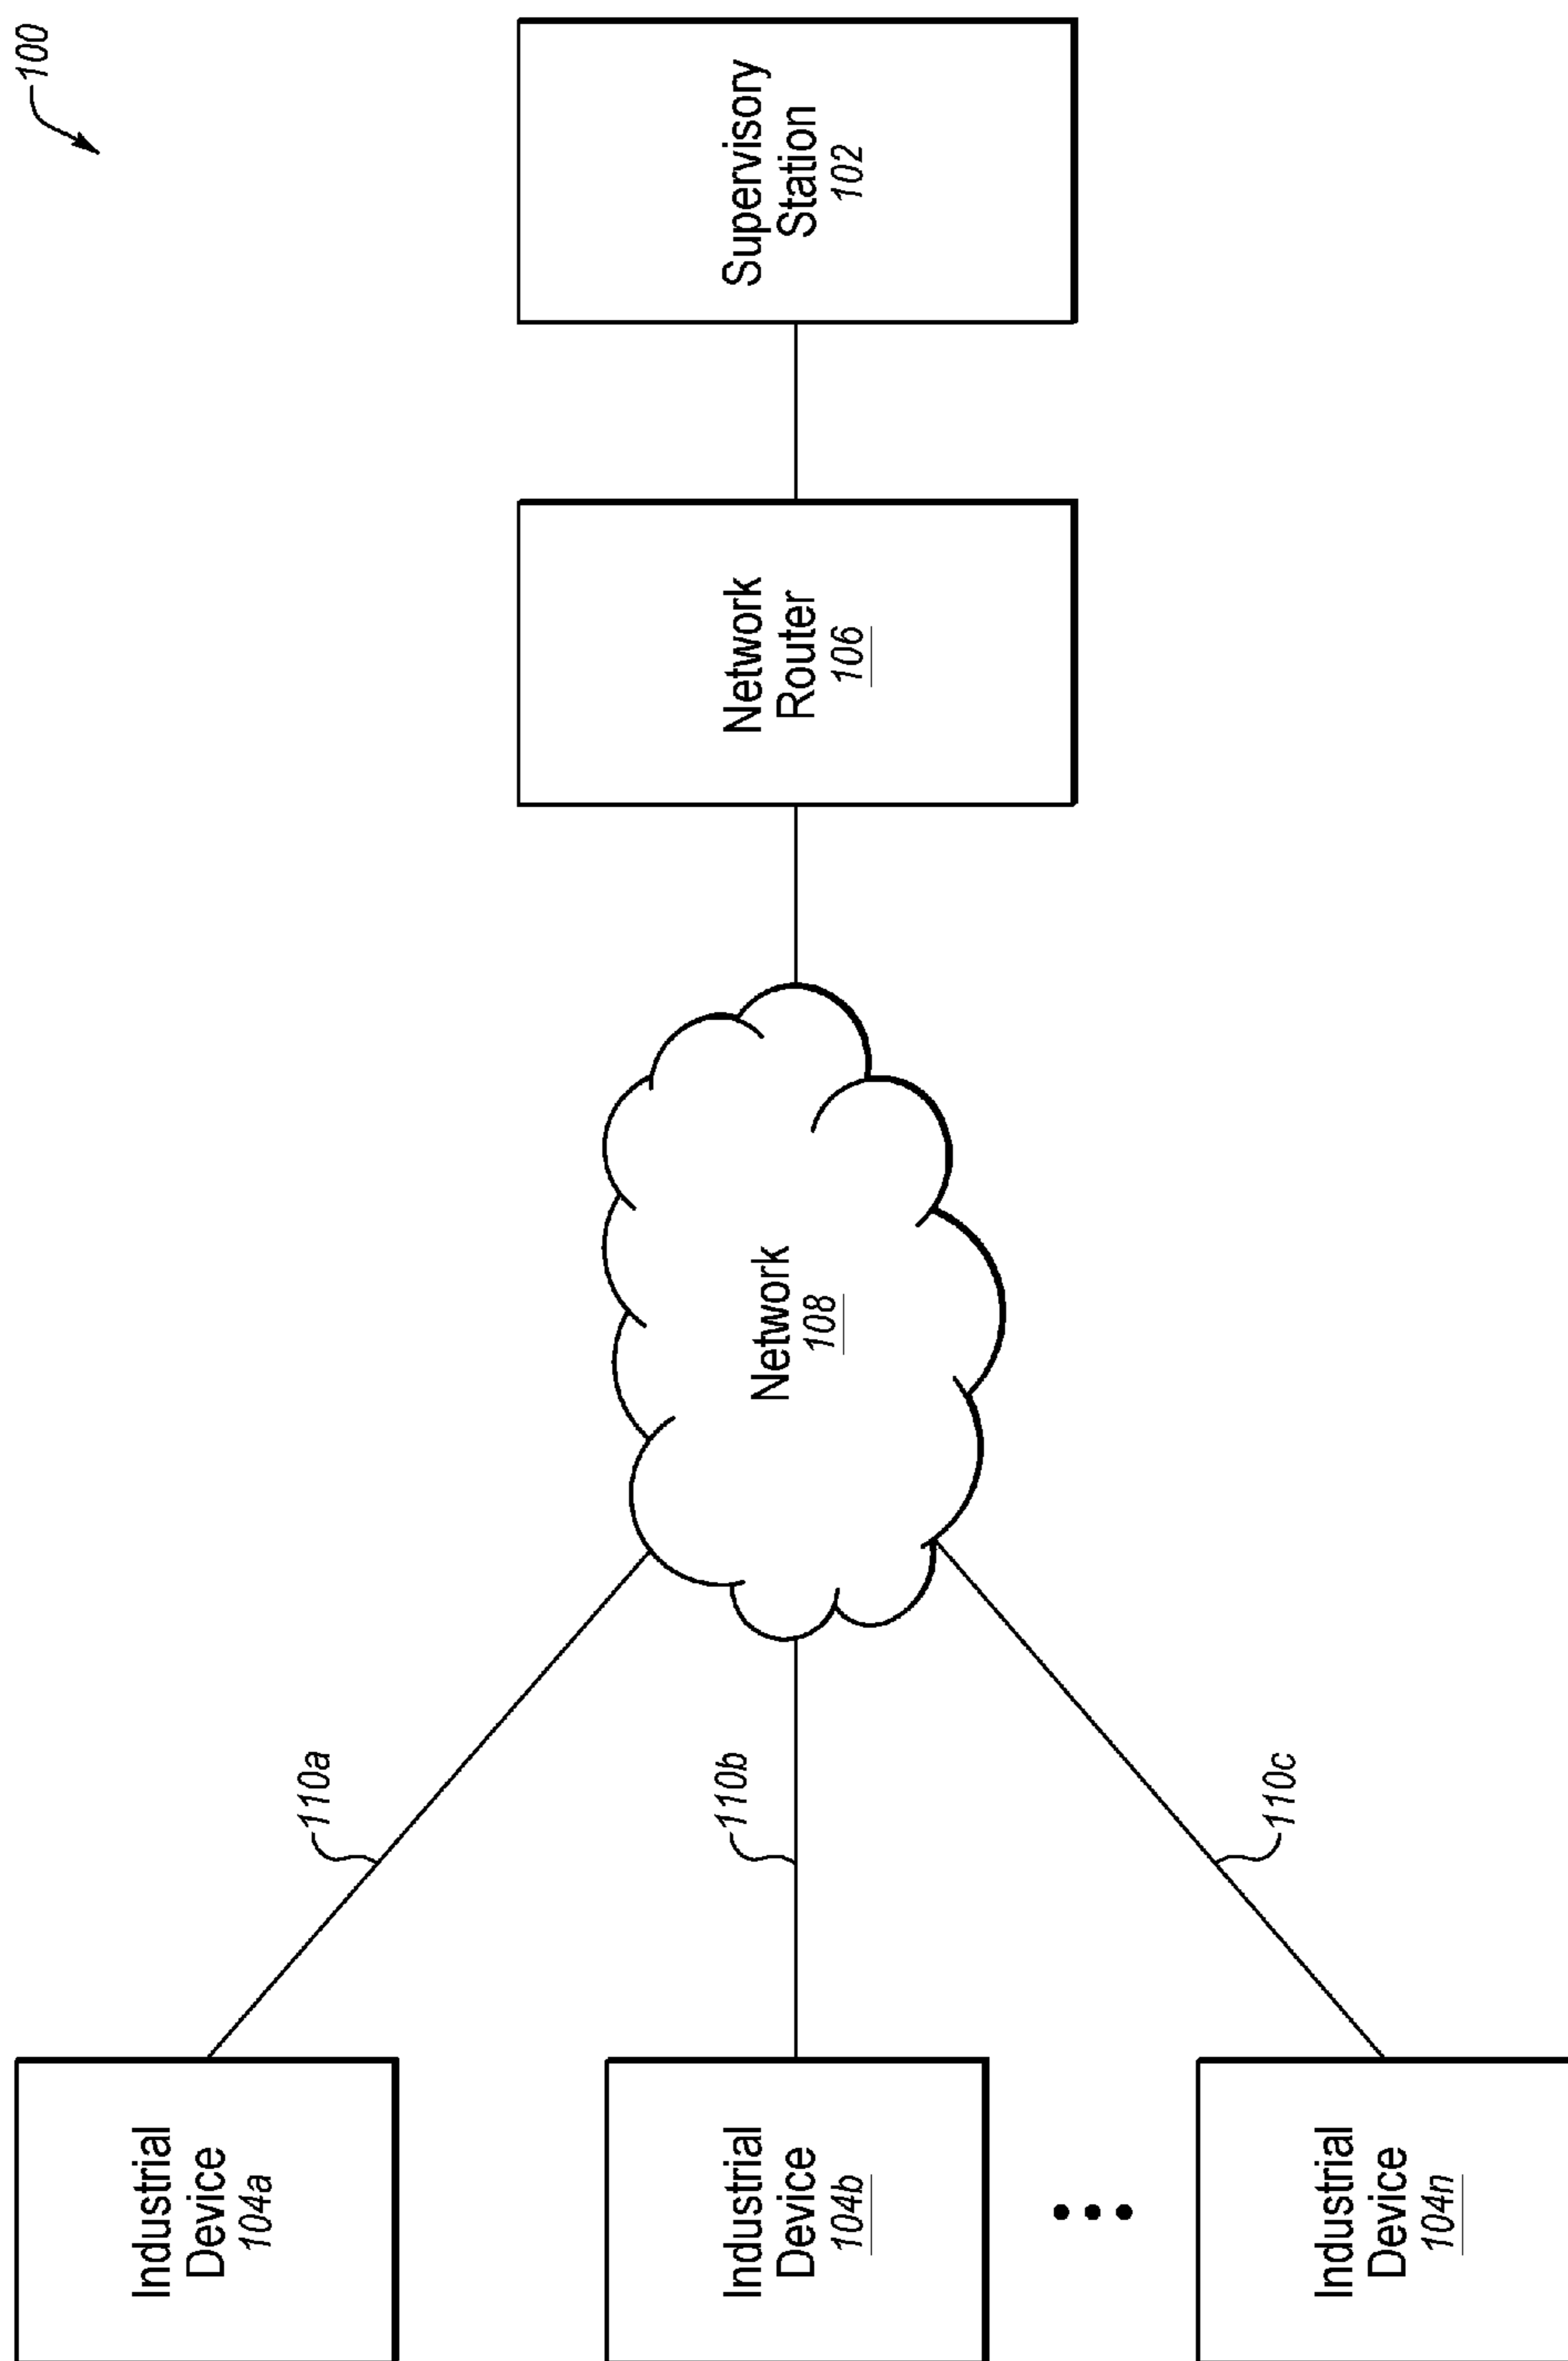 100
Industrial
Device
104a
110a
Industrial
Device
104b
110b
Network
108
Network
Router
106
Supervisory
Station
102
Industrial
Device
104n
110c